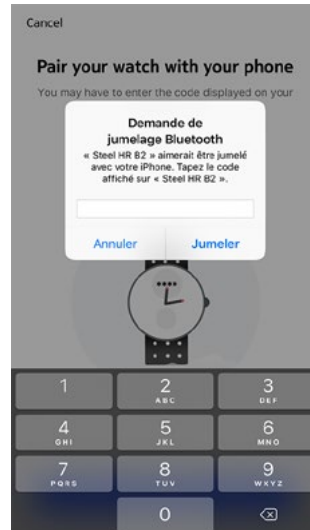 Cancel
Pair your watch with your phone
You may have to enter the code displayed on your
Demande de
jumelage Bluetooth
« Steel HR B2 » aimerait être jumelé
avec votre iPhone. Tapez le code
affiché sur « Steel HR B2 ».
Annuler Jumeler
1 2 3
ABC DEF
4 5 6
GHI JKL MNO
7 8 9
PQRS TUV WXYZ
0